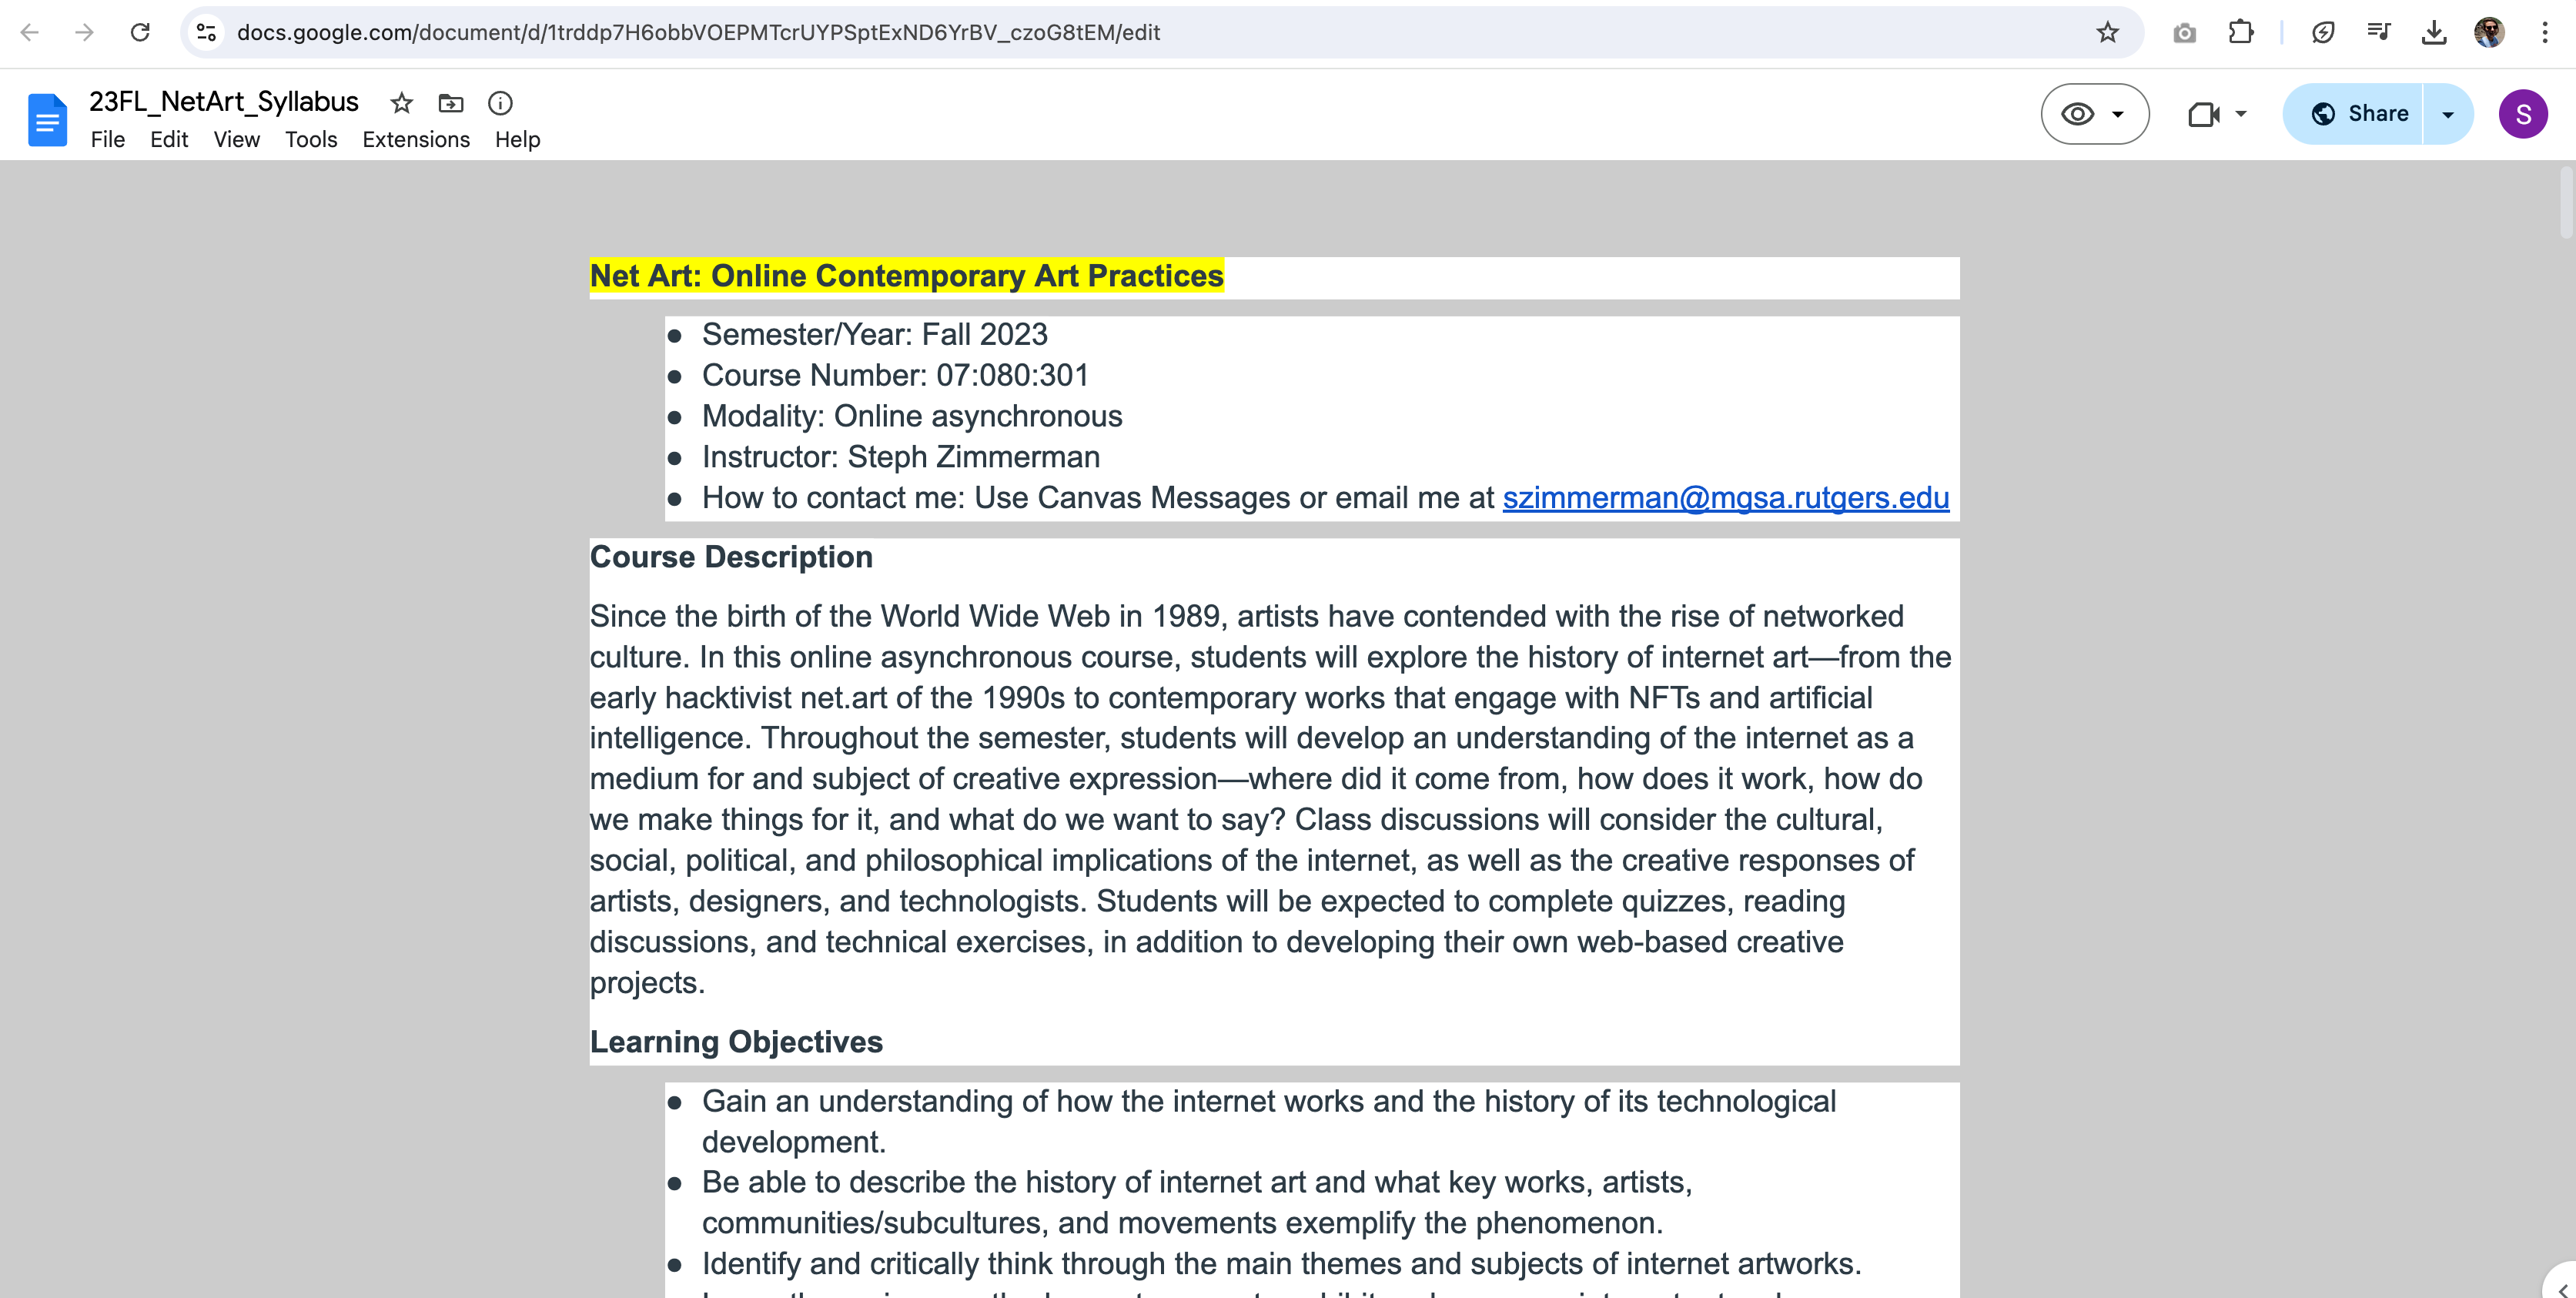 docs.google.com/document/d/1trddp7H6obbVOEPMTcrUYPSptExND6YrBV_czoG8tEM/edit
23FL_NetArt_Syllabus
File Edit View Tools Extensions Help
Share
S
Net Art: Online Contemporary Art Practices
● Semester/Year: Fall 2023
● Course Number: 07:080:301
● Modality: Online asynchronous
● Instructor: Steph Zimmerman
● How to contact me: Use Canvas Messages or email me at szimmerman@mgsa.rutgers.edu
Course Description
Since the birth of the World Wide Web in 1989, artists have contended with the rise of networked
culture. In this online asynchronous course, students will explore the history of internet art—from the
early hacktivist net.art of the 1990s to contemporary works that engage with NFTs and artificial
intelligence. Throughout the semester, students will develop an understanding of the internet as a
medium for and subject of creative expression—where did it come from, how does it work, how do
we make things for it, and what do we want to say? Class discussions will consider the cultural,
social, political, and philosophical implications of the internet, as well as the creative responses of
artists, designers, and technologists. Students will be expected to complete quizzes, reading
discussions, and technical exercises, in addition to developing their own web-based creative
projects.
Learning Objectives
● Gain an understanding of how the internet works and the history of its technological
development.
● Be able to describe the history of internet art and what key works, artists,
communities/subcultures, and movements exemplify the phenomenon.
● Identify and critically think through the main themes and subjects of internet artworks.